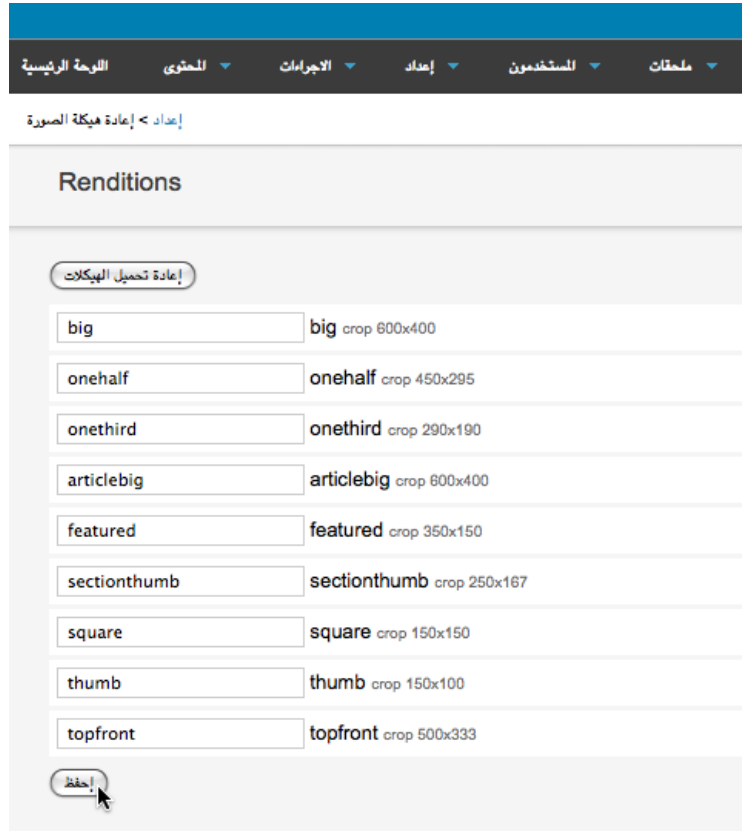 اللوحة الرئيسية المحتوى الاجراءات إعداد المستخدمون ملحقات
إعداد > إعادة هيكلة الصورة
Renditions
إعادة تحميل الهيكلات
big big crop 600x400
onehalf onehalf crop 450x295
onethird onethird crop 290x190
articlebig articlebig crop 600x400
featured featured crop 350x150
sectionthumb sectionthumb crop 250x167
square square crop 150x150
thumb thumb crop 150x100
topfront topfront crop 500x333
إحفظ